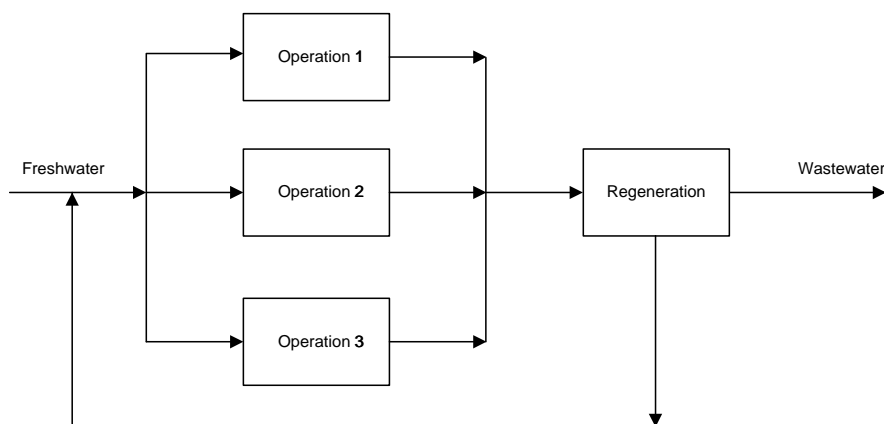 Operation 1
Freshwater
Operation 2
Regeneration
Wastewater
Operation 3